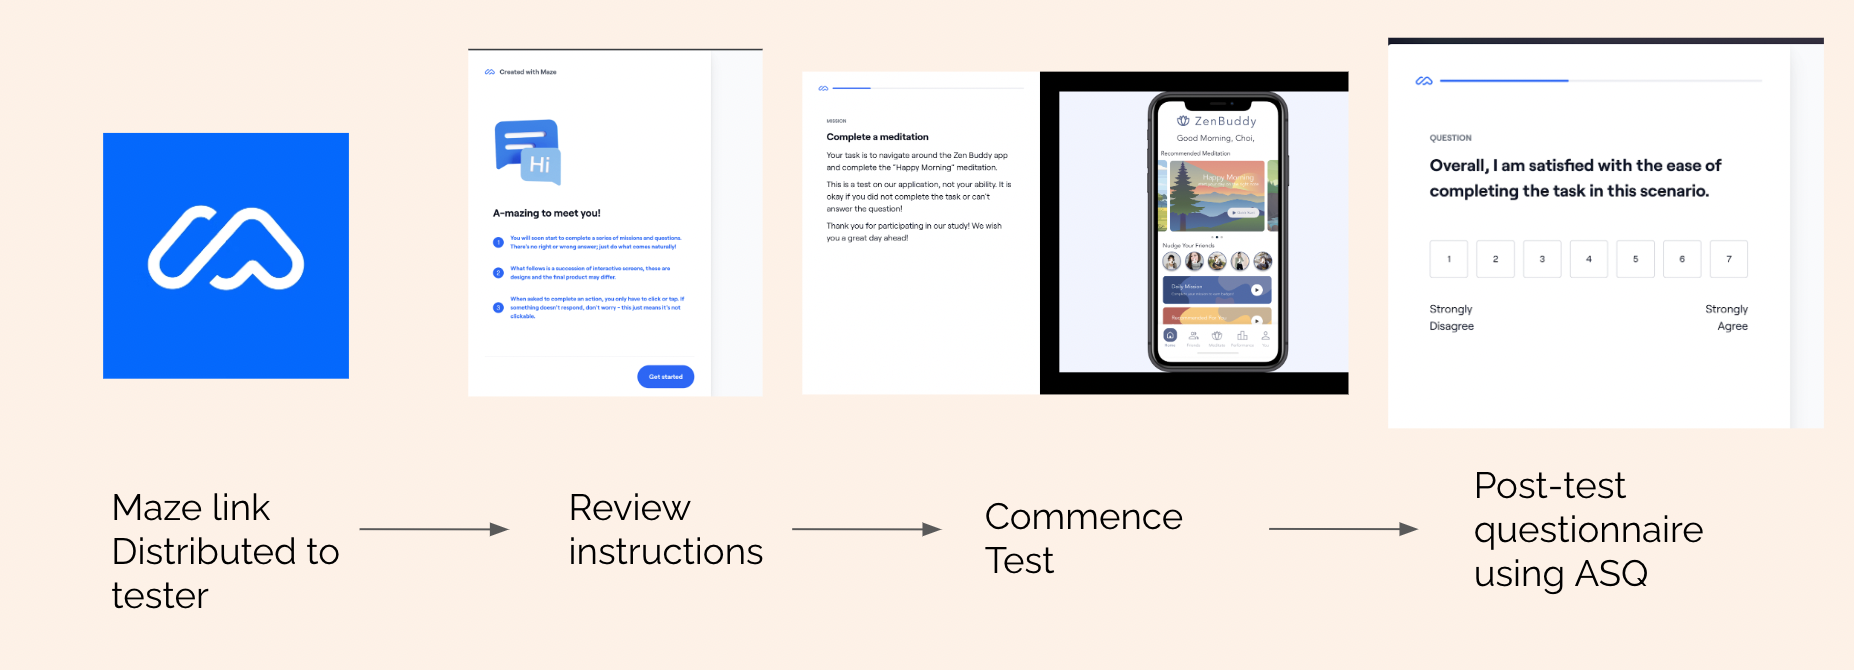 Created with Maze
Hi
A-mazing to meet you!
1 You will soon start to complete a series of missions and questions.
There's no right or wrong answer; just do what comes naturally!
2 What follows is a succession of interactive screens, these are
designs and the final product may differ.
3 When asked to complete an action, you only have to click or tap. If
something doesn't respond, don't worry - this just means it's not
clickable.
Get started
MISSION
Complete a meditation
Your task is to navigate around the Zen Buddy app
and complete the "Happy Morning" meditation.
This is a test on our application, not your ability. It is
okay if you did not complete the task or can't
answer the question!
Thank you for participating in our study! We wish
you a great day ahead!
ZenBuddy
Good Morning, Choi,
Recommended Meditation
Happy Morning
Nudge Your Friends
Daily Mission
Recommended For You
Home
Friends
Meditate
Performance
You
QUESTION
Overall, I am satisfied with the ease of
completing the task in this scenario.
1 2 3 4 5 6 7
Strongly
Disagree
Strongly
Agree
Maze link
Distributed to
tester
Review
instructions
Commence
Test
Post-test
questionnaire
using ASQ